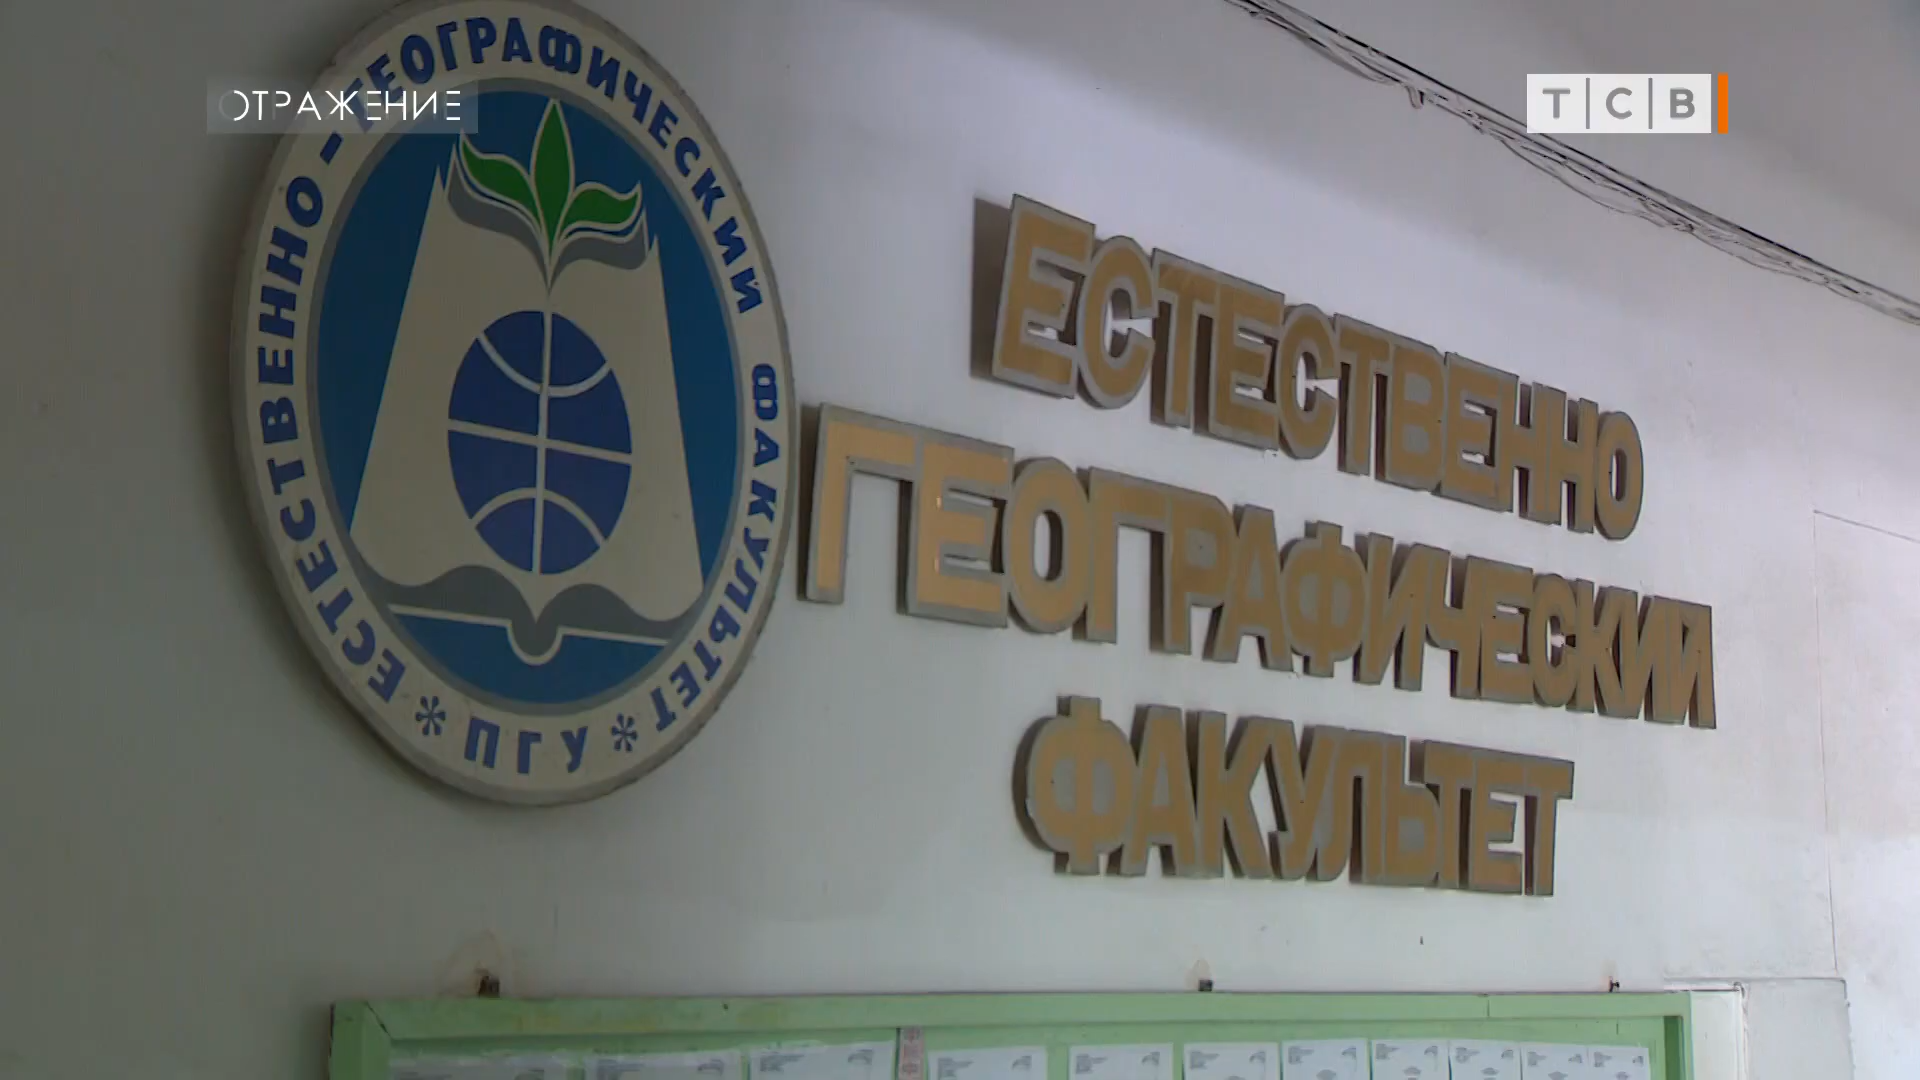 ОТРАЖЕНИЕ
ТСВ
ЕСТЕСТВЕННО-ГЕОГРАФИЧЕСКИЙ ФАКУЛЬТЕТ
* ПГУ *
ЕСТЕСТВЕННО
ГЕОГРАФИЧЕСКИЙ
ФАКУЛЬТЕТ